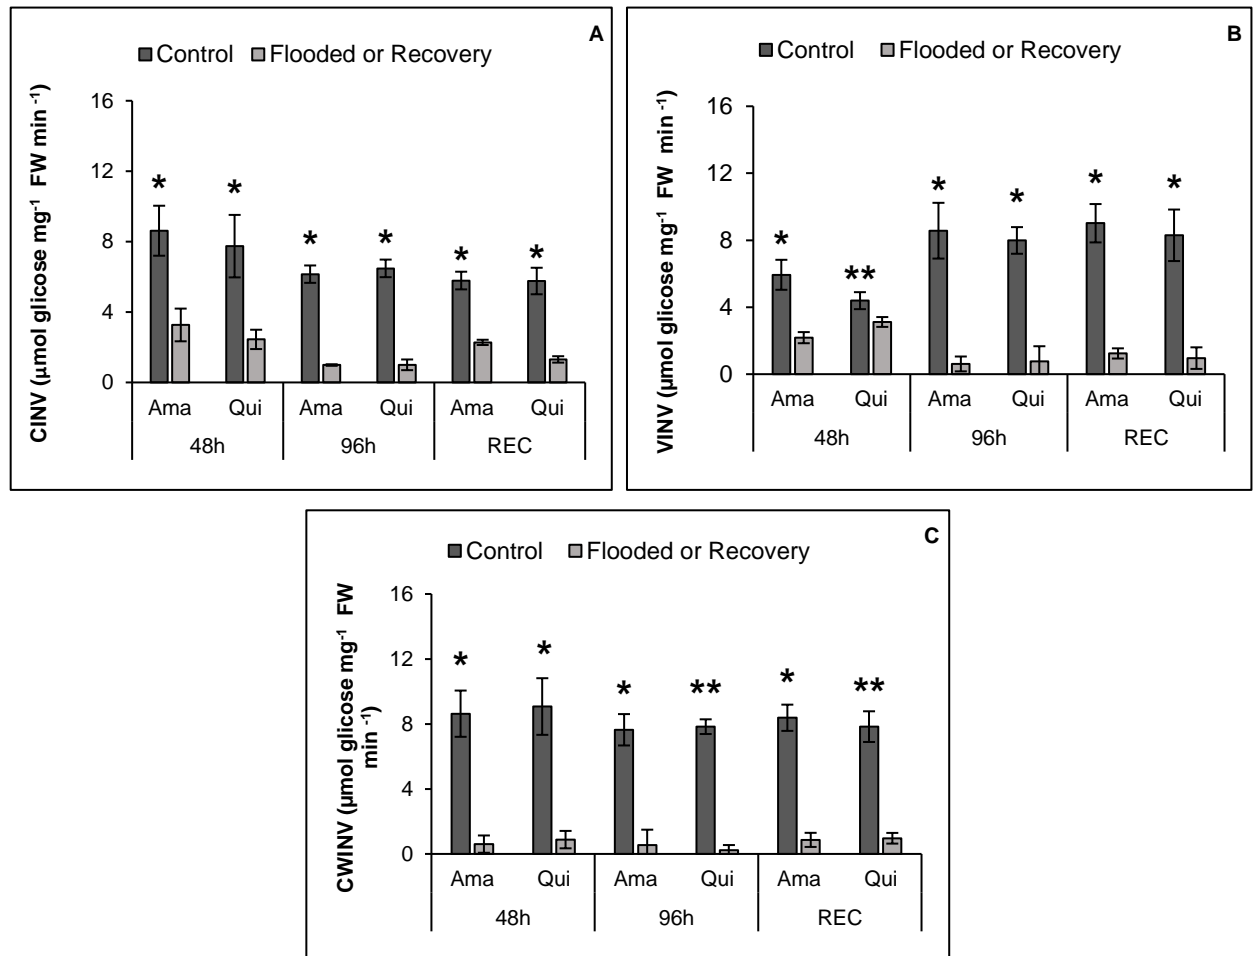 A
Control Flooded or Recovery
CINV (µmol glicose mg⁻¹ FW min ⁻¹)
16
12
8
4
0
* * * * * *
Ama Qui Ama Qui Ama Qui
48h 96h REC
B
Control Flooded or Recovery
VINV (µmol glicose mg⁻¹ FW min ⁻¹)
16
12
8
4
0
* ** * * * *
Ama Qui Ama Qui Ama Qui
48h 96h REC
C
Control Flooded or Recovery
CWINV (µmol glicose mg⁻¹ FW
min ⁻¹)
16
12
8
4
0
* * * ** * **
Ama Qui Ama Qui Ama Qui
48h 96h REC